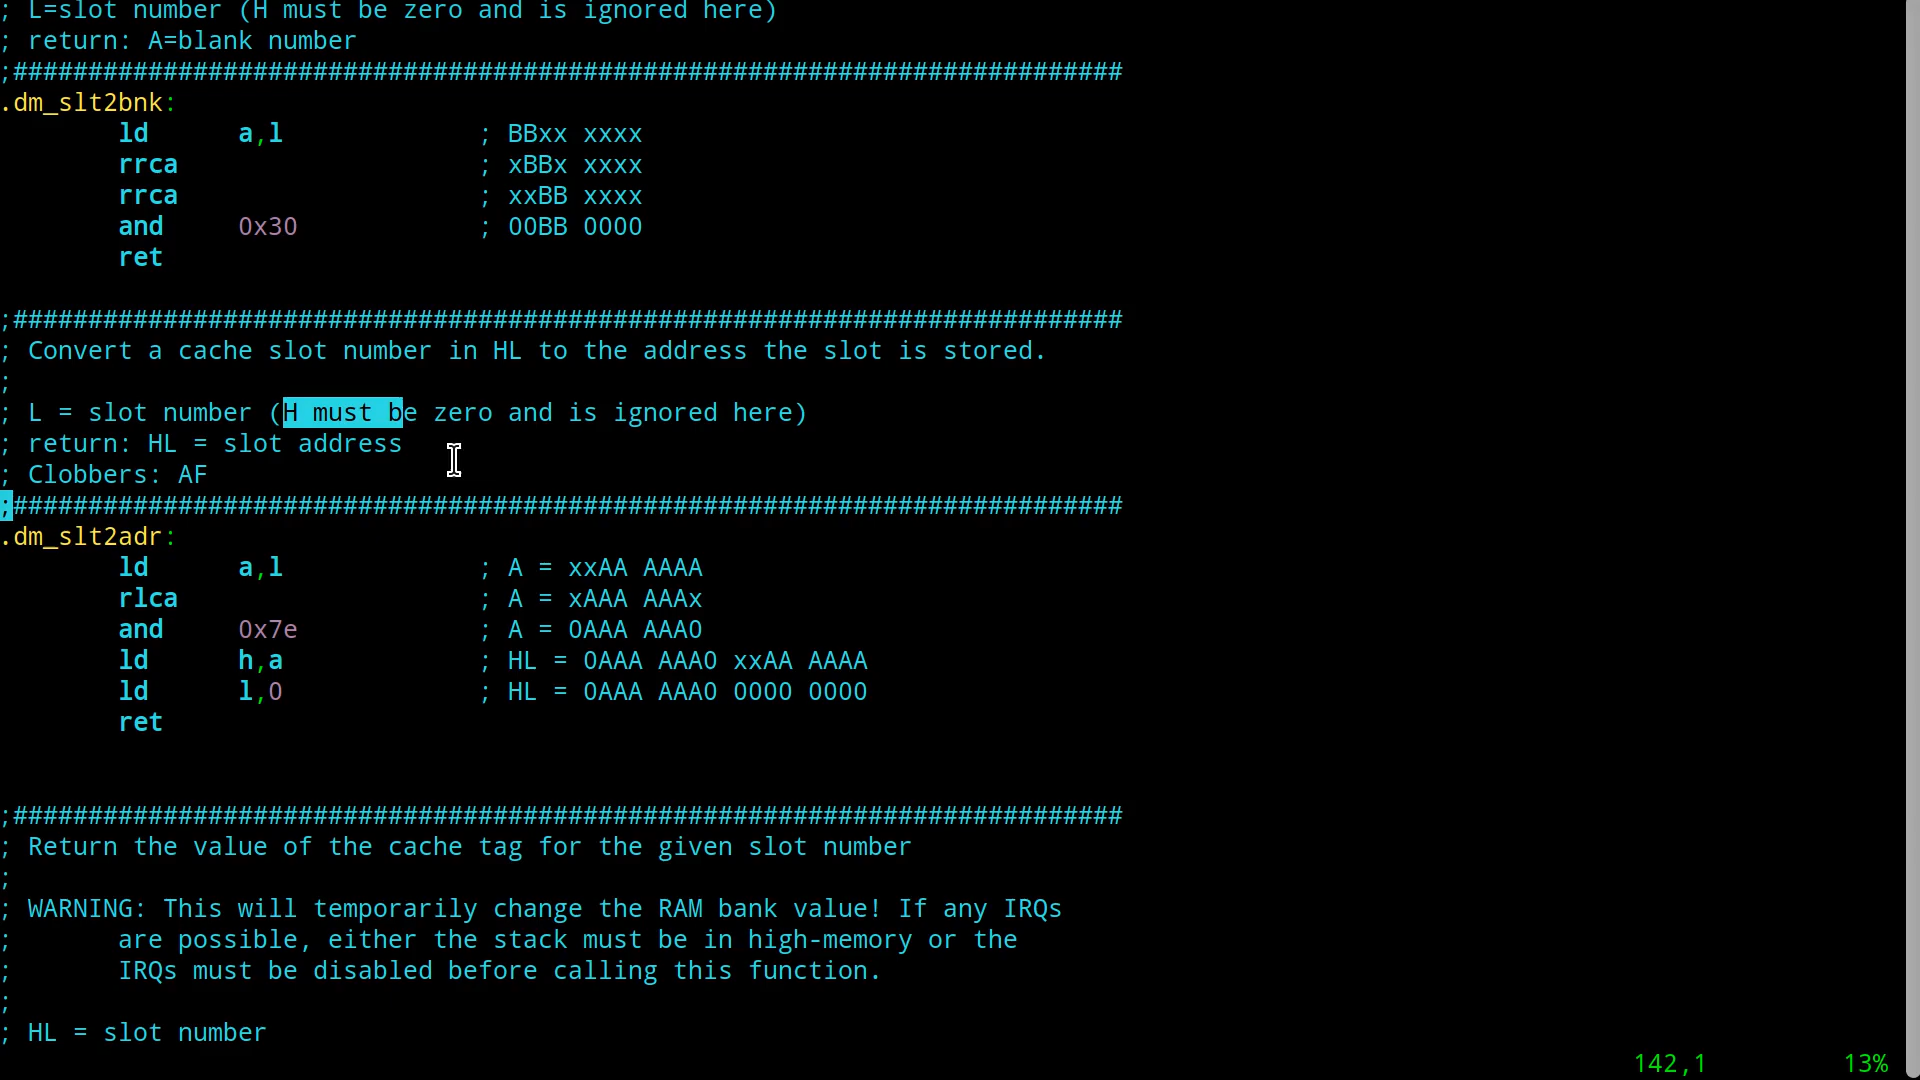 ; L=slot number (H must be zero and is ignored here)
; return: A=blank number
;##########################################################################
.dm_slt2bnk:
ld a,l ; BBxx xxxx
rrca ; xBBx xxxx
rrca ; xxBB xxxx
and 0x30 ; 00BB 0000
ret
;##########################################################################
; Convert a cache slot number in HL to the address the slot is stored.
;
; L = slot number (H must be zero and is ignored here)
; return: HL = slot address
; Clobbers: AF
;##########################################################################
.dm_slt2adr:
ld a,l ; A = xxAA AAAA
rlca ; A = xAAA AAAx
and 0x7e ; A = 0AAA AAA0
ld h,a ; HL = 0AAA AAA0 xxAA AAAA
ld l,0 ; HL = 0AAA AAA0 0000 0000
ret
;##########################################################################
; Return the value of the cache tag for the given slot number
;
; WARNING: This will temporarily change the RAM bank value! If any IRQs
; are possible, either the stack must be in high-memory or the
; IRQs must be disabled before calling this function.
;
; HL = slot number
142,1 13%